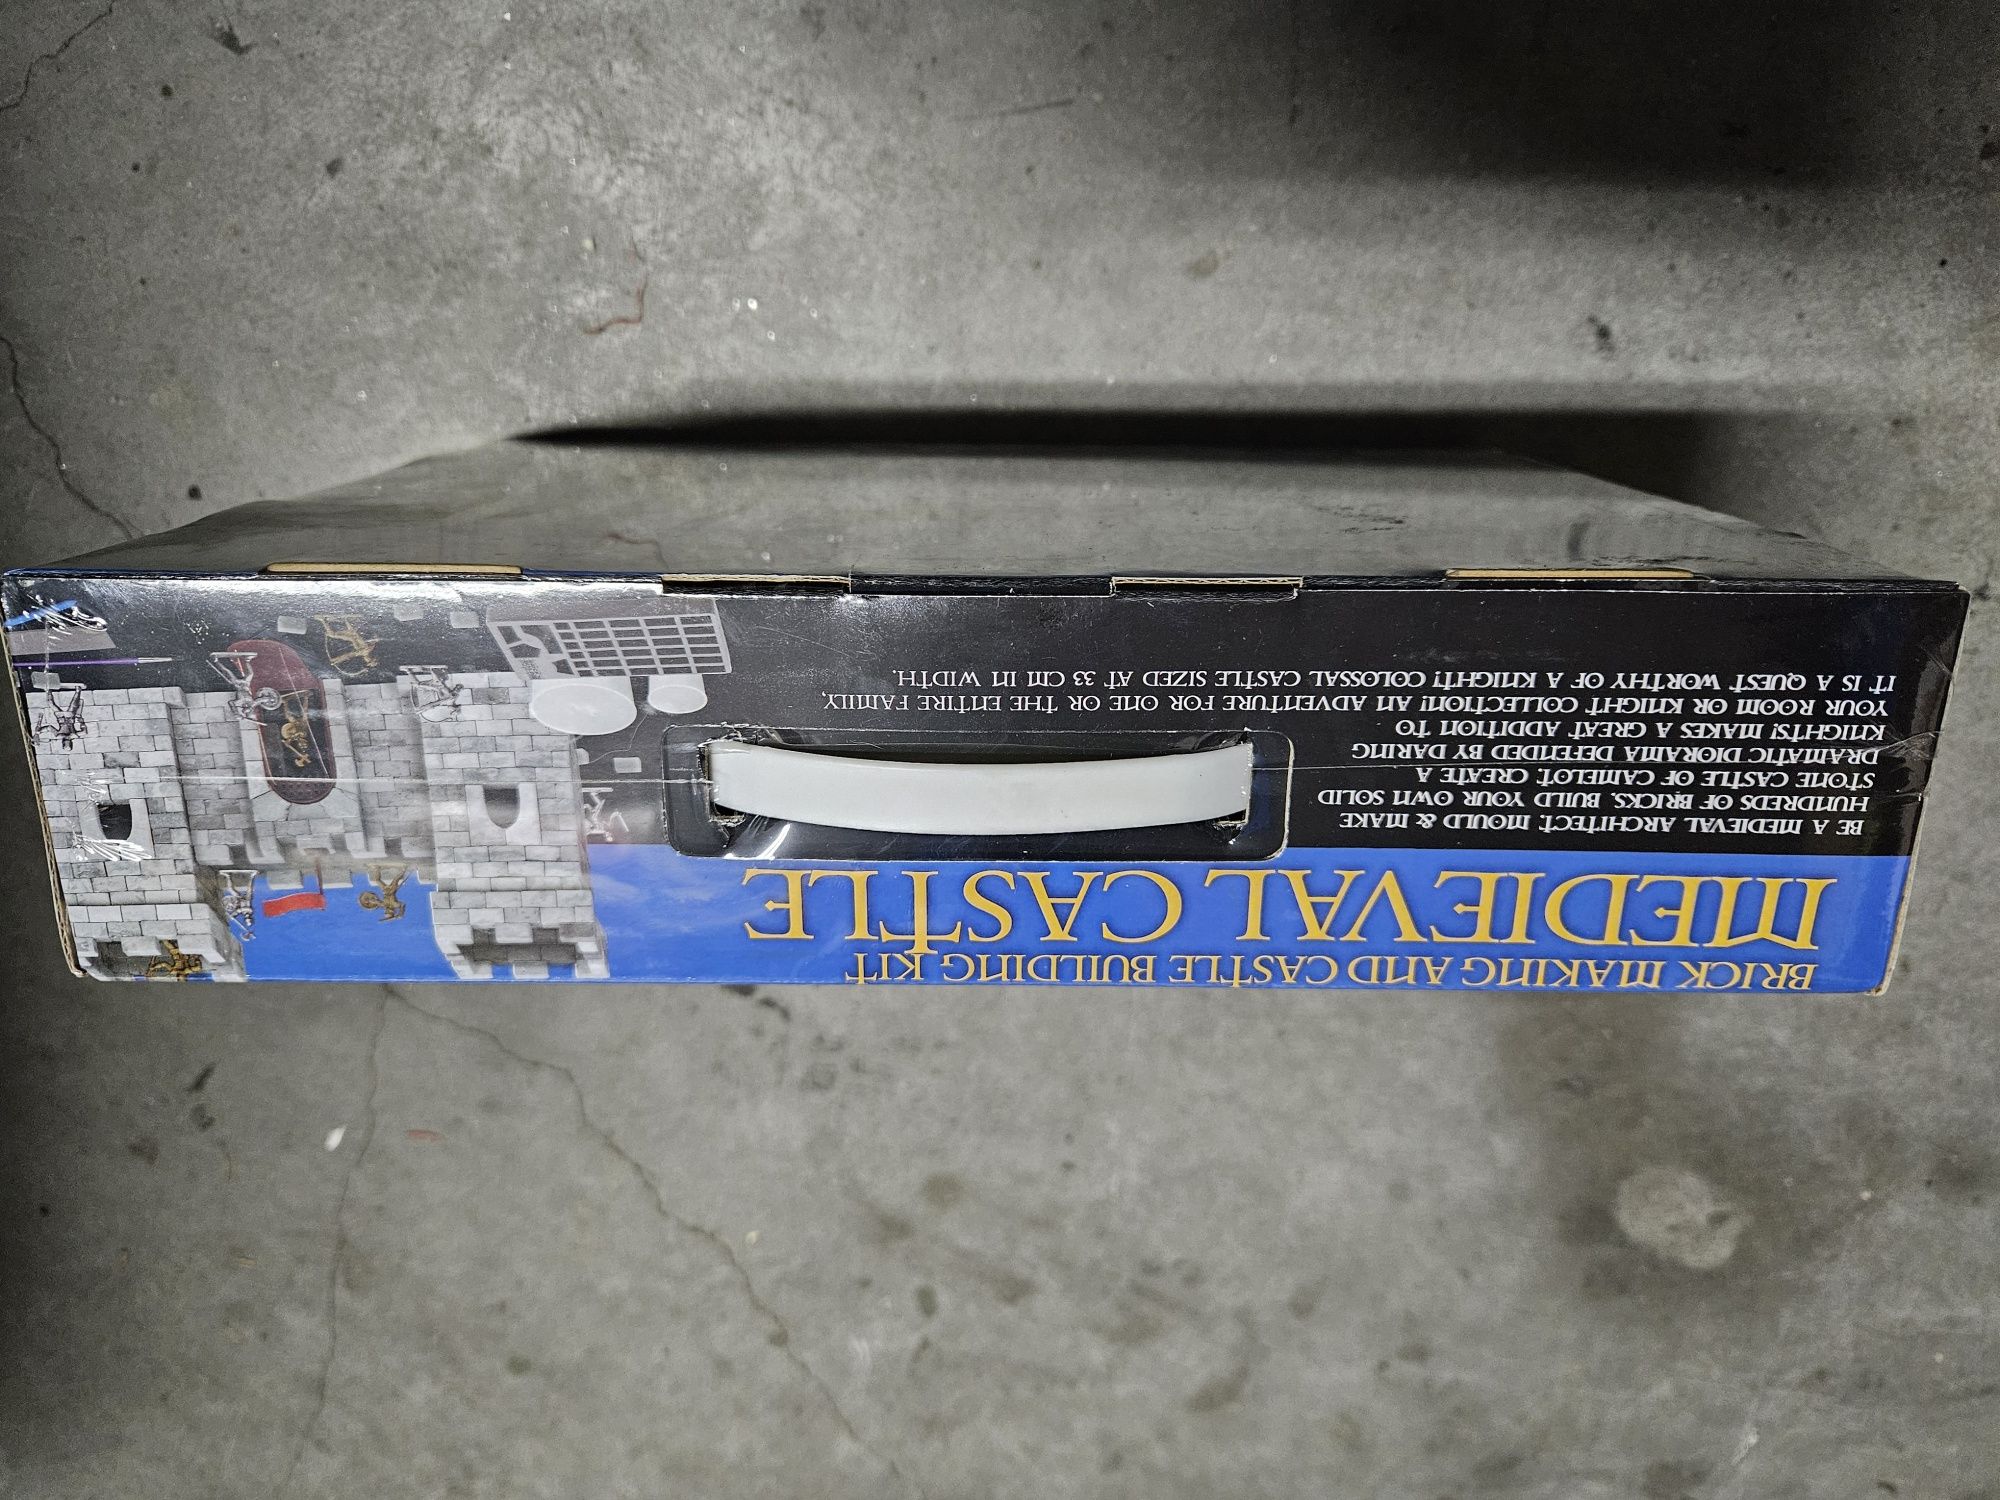 BRICK MAKING AND CASTLE BUILDING KIT
MEDIEVAL CASTLE
BE A MEDIEVAL ARCHITECT. MOULD & MAKE
HUNDREDS OF BRICKS. BUILD YOUR OWN SOLID
STONE CASTLE OF CAMELOT. CREATE A
DRAMATIC DIORAMA DEFENDED BY DARING
KNIGHTS! MAKES A GREAT ADDITION TO
YOUR ROOM OR KNIGHT COLLECTION! AN ADVENTURE FOR ONE OR THE ENTIRE FAMILY,
IT IS A QUEST WORTHY OF A KNIGHT! COLOSSAL CASTLE SIZED AT 33 CM IN WIDTH.